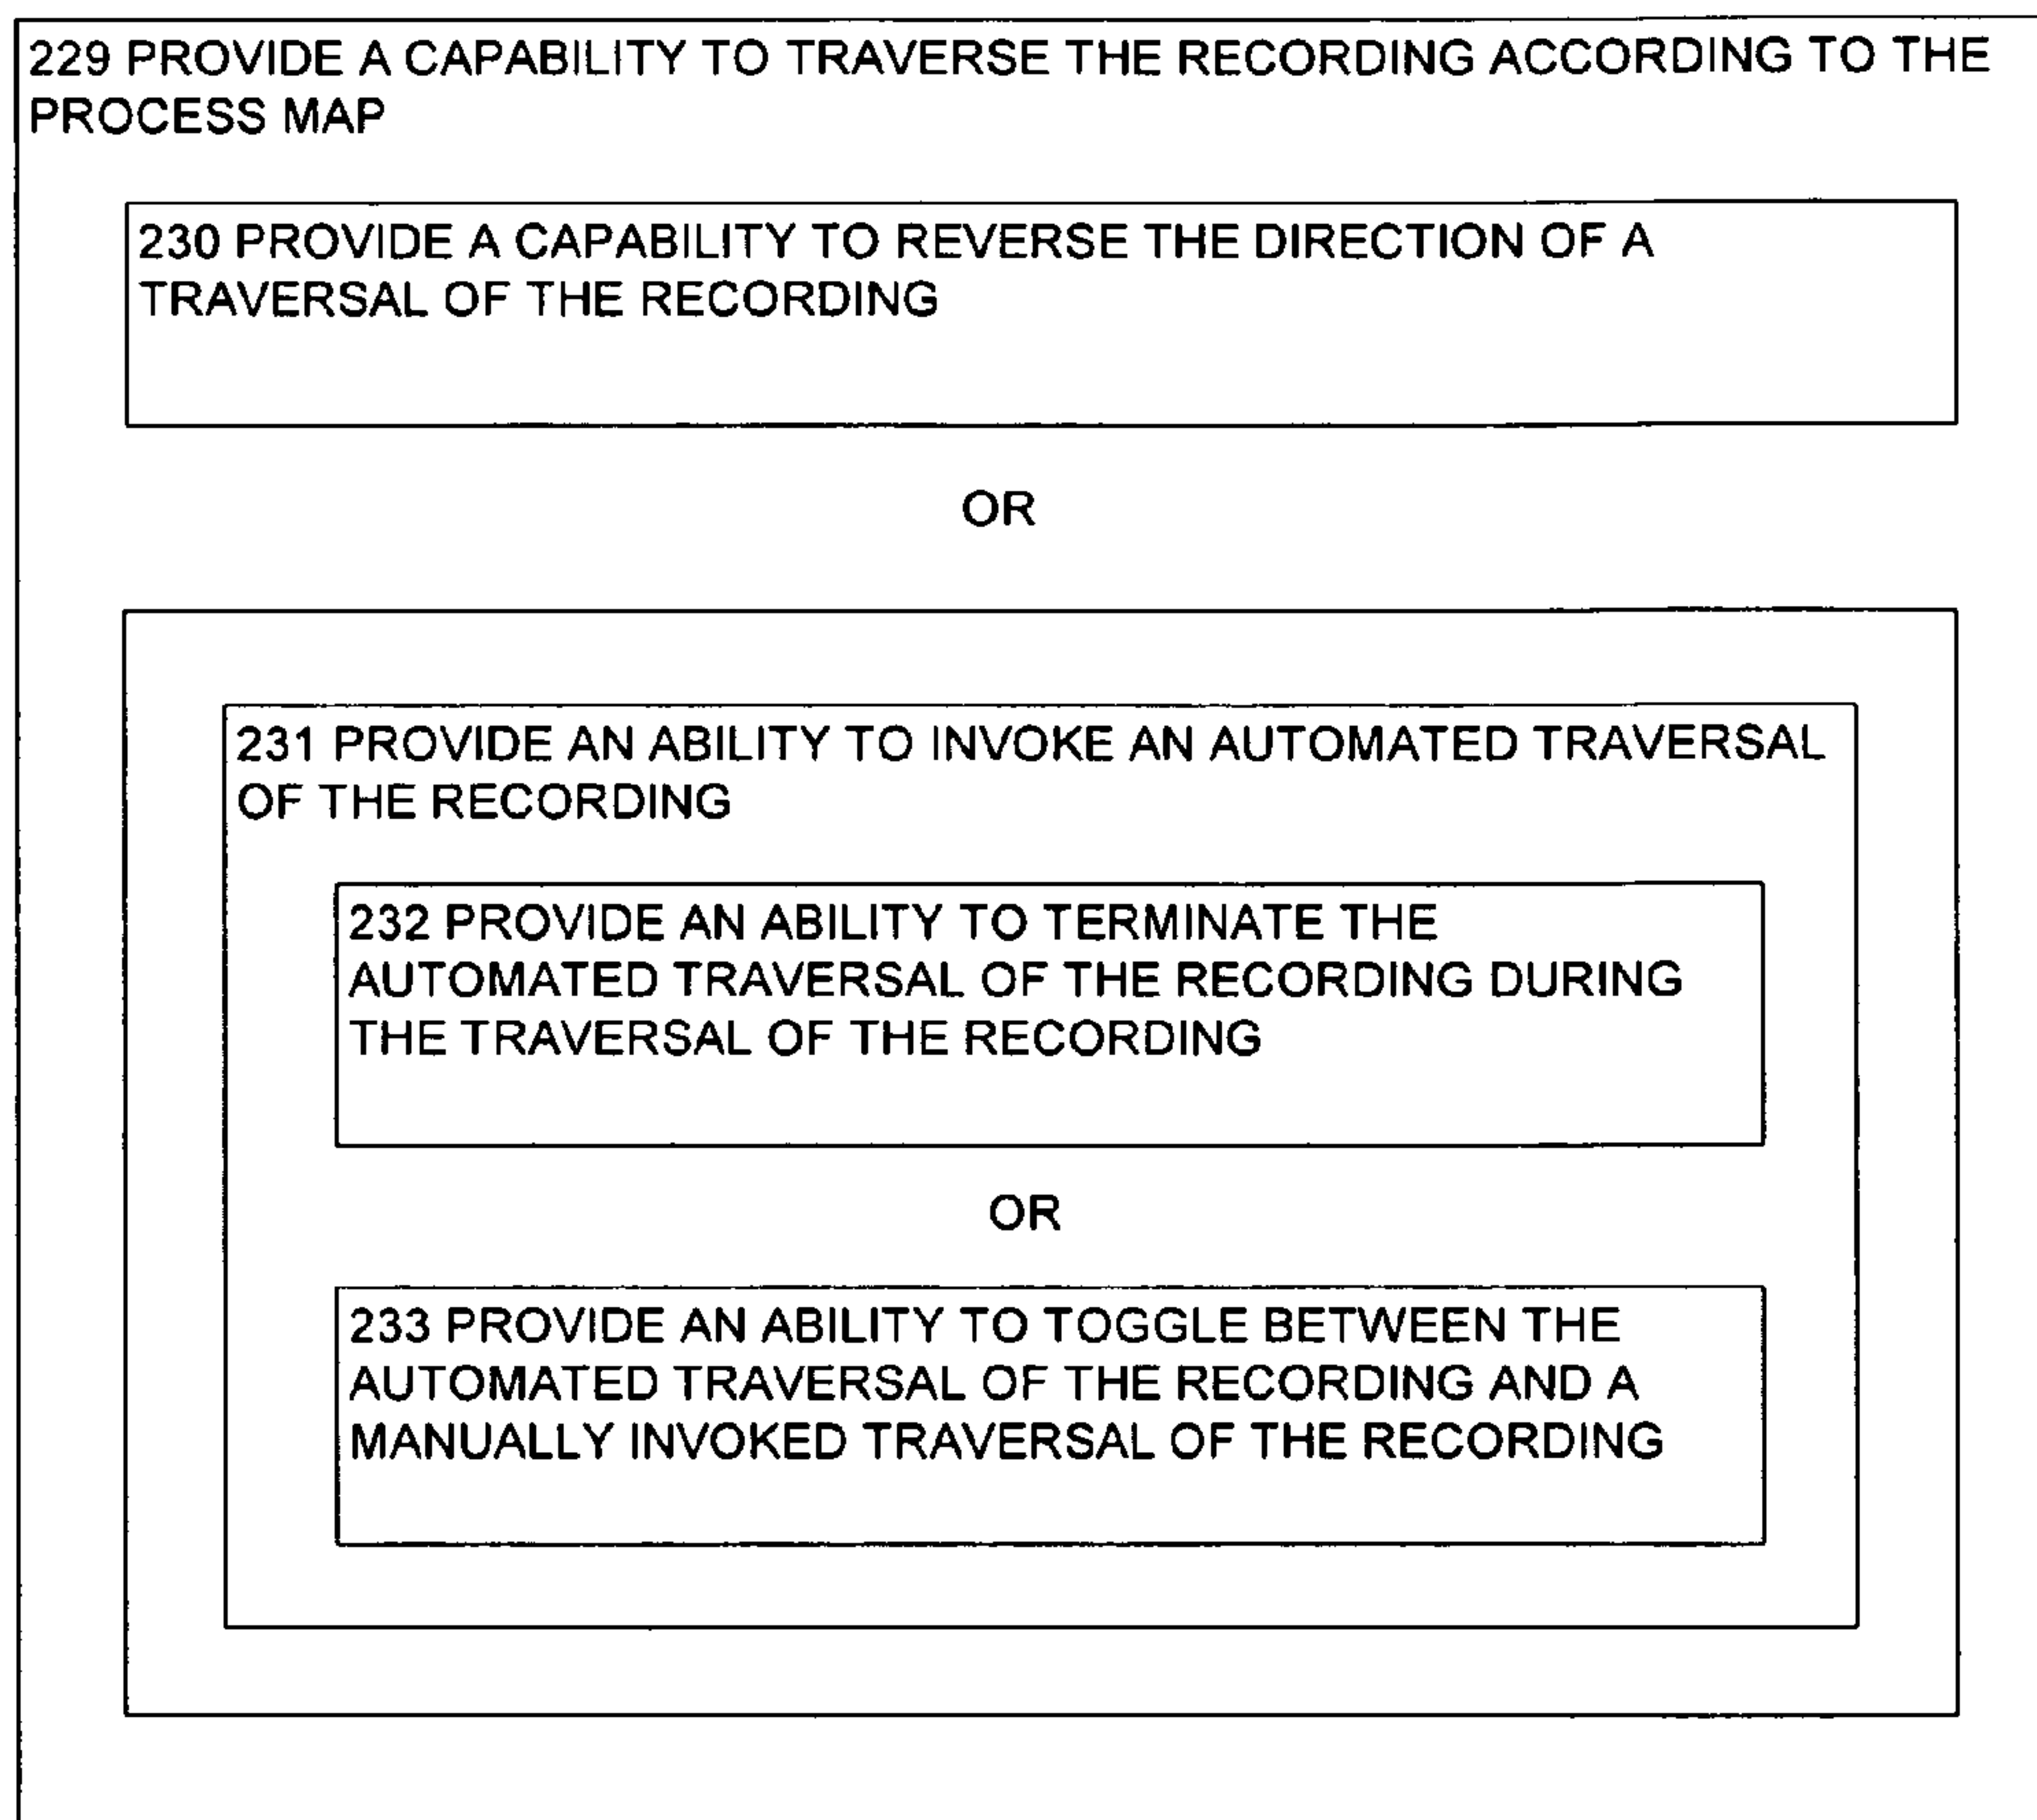 229 PROVIDE A CAPABILITY TO TRAVERSE THE RECORDING ACCORDING TO THE
PROCESS MAP
230 PROVIDE A CAPABILITY TO REVERSE THE DIRECTION OF A
TRAVERSAL OF THE RECORDING
OR
231 PROVIDE AN ABILITY TO INVOKE AN AUTOMATED TRAVERSAL
OF THE RECORDING
232 PROVIDE AN ABILITY TO TERMINATE THE
AUTOMATED TRAVERSAL OF THE RECORDING DURING
THE TRAVERSAL OF THE RECORDING
OR
233 PROVIDE AN ABILITY TO TOGGLE BETWEEN THE
AUTOMATED TRAVERSAL OF THE RECORDING AND A
MANUALLY INVOKED TRAVERSAL OF THE RECORDING